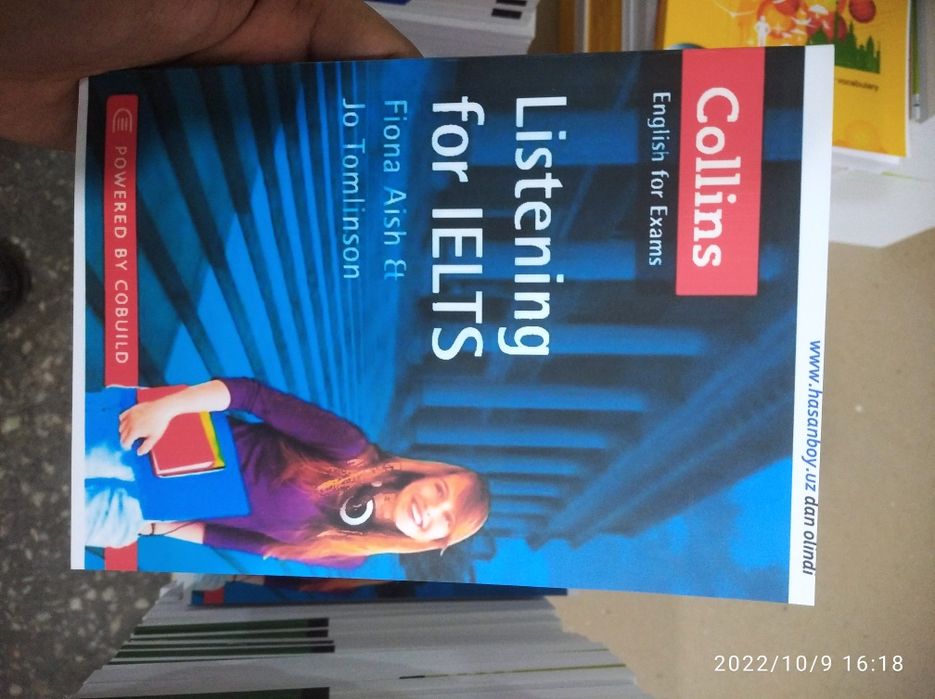 www.hasanboy.uz dan olindi
Collins
English for Exams
Listening
for IELTS
Fiona Aish &
Jo Tomlinson
POWERED BY COBUILD
vocabulary
2022/10/9 16:18